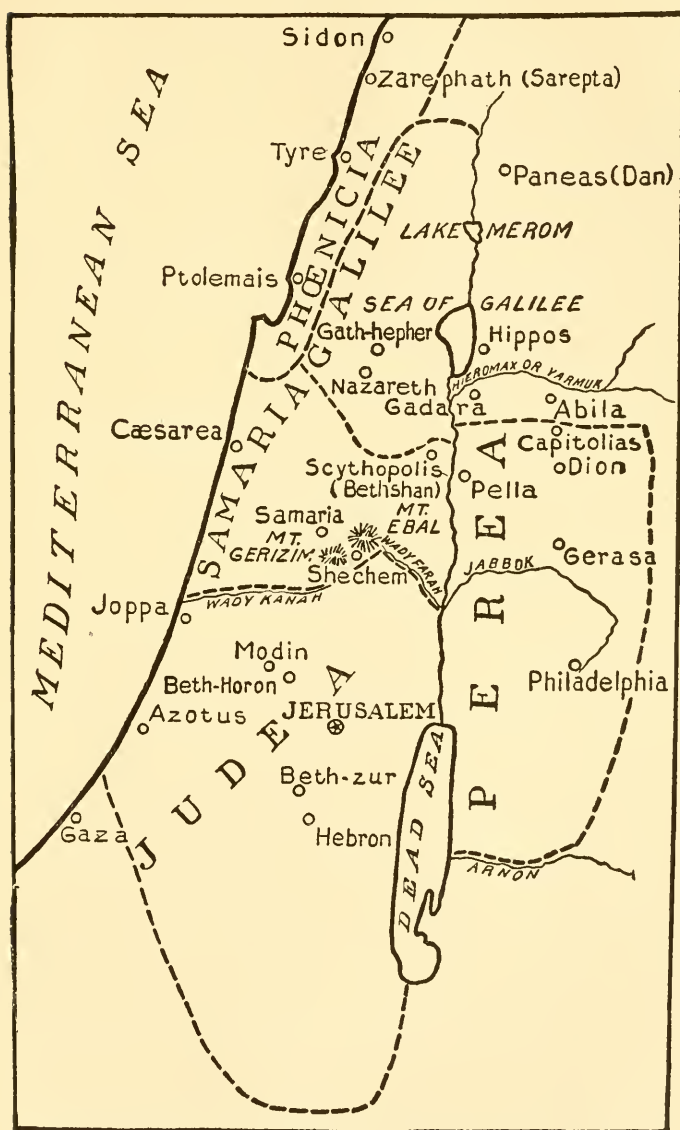 Sidon
Zarephath (Sarepta)
MEDITERRANEAN SEA
Tyre
PHŒNICIA
GALILEE
Paneas (Dan)
LAKE MEROM
Ptolemais
SEA OF GALILEE
Gath-hepher
Hippos
Nazareth
HIEROMAX OR YARMUK
Gadara
Abila
Cæsarea
SAMARIA
Capitolias
Scythopolis
(Bethshan)
Dion
Pella
PEREA
Samaria
MT.
EBAL
MT.
GERIZIM
Shechem
WADY FARAH
Gerasa
JABBOK
Joppa
WADY KANAH
Modin
Beth-Horon
Philadelphia
Azotus
JERUSALEM
JUDEA
Beth-zur
DEAD SEA
Gaza
Hebron
ARNON